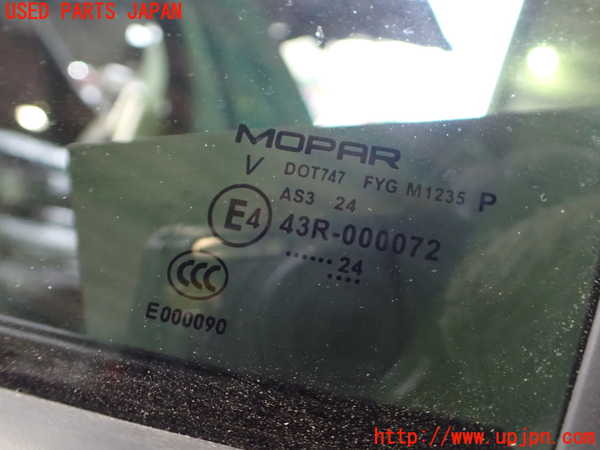 USED PARTS JAPAN
MOPAR
V DOT747 FYG M1235 P
AS3 24
E4 43R-000072
...... 24
....
CCC
E000090
http://www.upjpn.com/